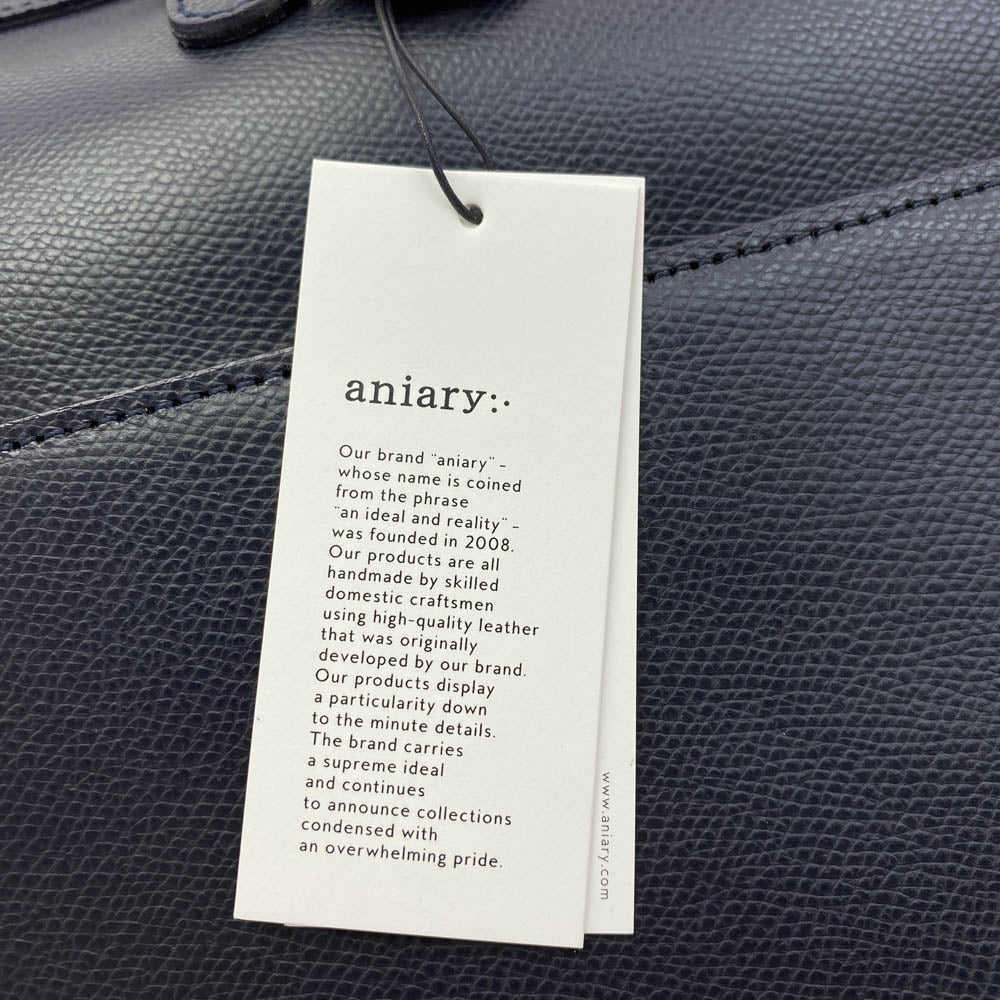 aniary:·
Our brand "aniary" –
whose name is coined
from the phrase
"an ideal and reality" –
was founded in 2008.
Our products are all
handmade by skilled
domestic craftsmen
using high-quality leather
that was originally
developed by our brand.
Our products display
a particularity down
to the minute details.
The brand carries
a supreme ideal
and continues
to announce collections
condensed with
an overwhelming pride.
www.aniary.com